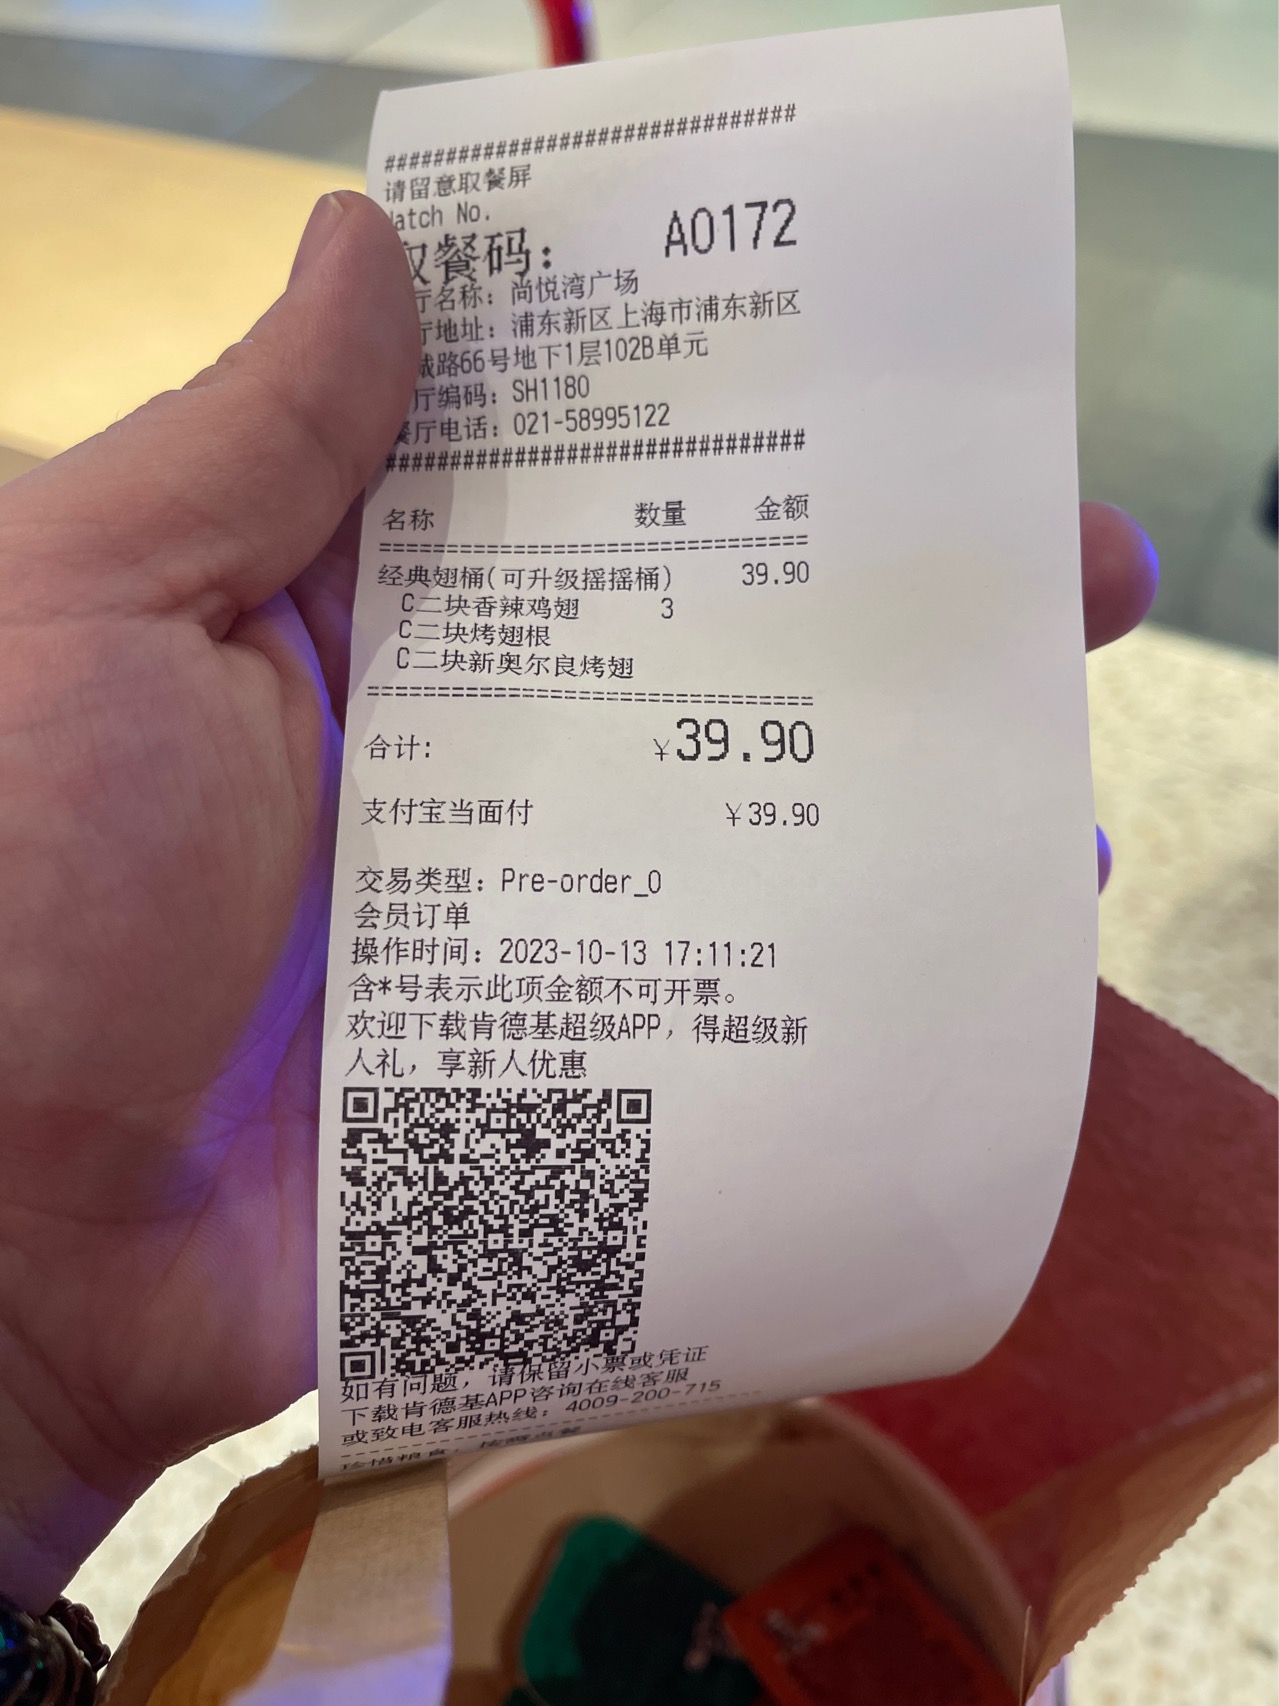 ################################
请留意取餐屏
atch No.
取餐码： A0172
厅名称：尚悦湾广场
厅地址：浦东新区上海市浦东新区
城路66号地下1层102B单元
厅编码：SH1180
餐厅电话：021-58995122
################################
名称 数量 金额
================================
经典翅桶(可升级摇摇桶) 39.90
C二块香辣鸡翅 3
C二块烤翅根
C二块新奥尔良烤翅
================================
合计: ¥39.90
支付宝当面付 ¥39.90
交易类型：Pre-order_0
会员订单
操作时间：2023-10-13 17:11:21
含*号表示此项金额不可开票。
欢迎下载肯德基超级APP，得超级新
人礼，享新人优惠
如有问题，请保留小票或凭证
下载肯德基APP咨询在线客服
或致电客服热线：4009-200-715
--------------------------------
珍惜粮食，按需点餐